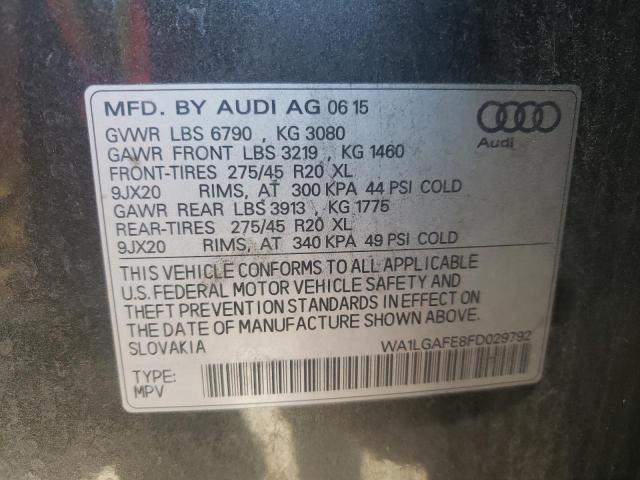 MFD. BY AUDI AG 06 15
Audi
GVWR LBS 6790 , KG 3080
GAWR FRONT LBS 3219 , KG 1460
FRONT-TIRES 275/45 R20 XL
9JX20 RIMS, AT 300 KPA 44 PSI COLD
GAWR REAR LBS 3913 , KG 1775
REAR-TIRES 275/45 R20 XL
9JX20 RIMS, AT 340 KPA 49 PSI COLD
THIS VEHICLE CONFORMS TO ALL APPLICABLE
U.S. FEDERAL MOTOR VEHICLE SAFETY AND
THEFT PREVENTION STANDARDS IN EFFECT ON
THE DATE OF MANUFACTURE SHOWN ABOVE.
SLOVAKIA WA1LGAFE8FD029792
TYPE:
MPV